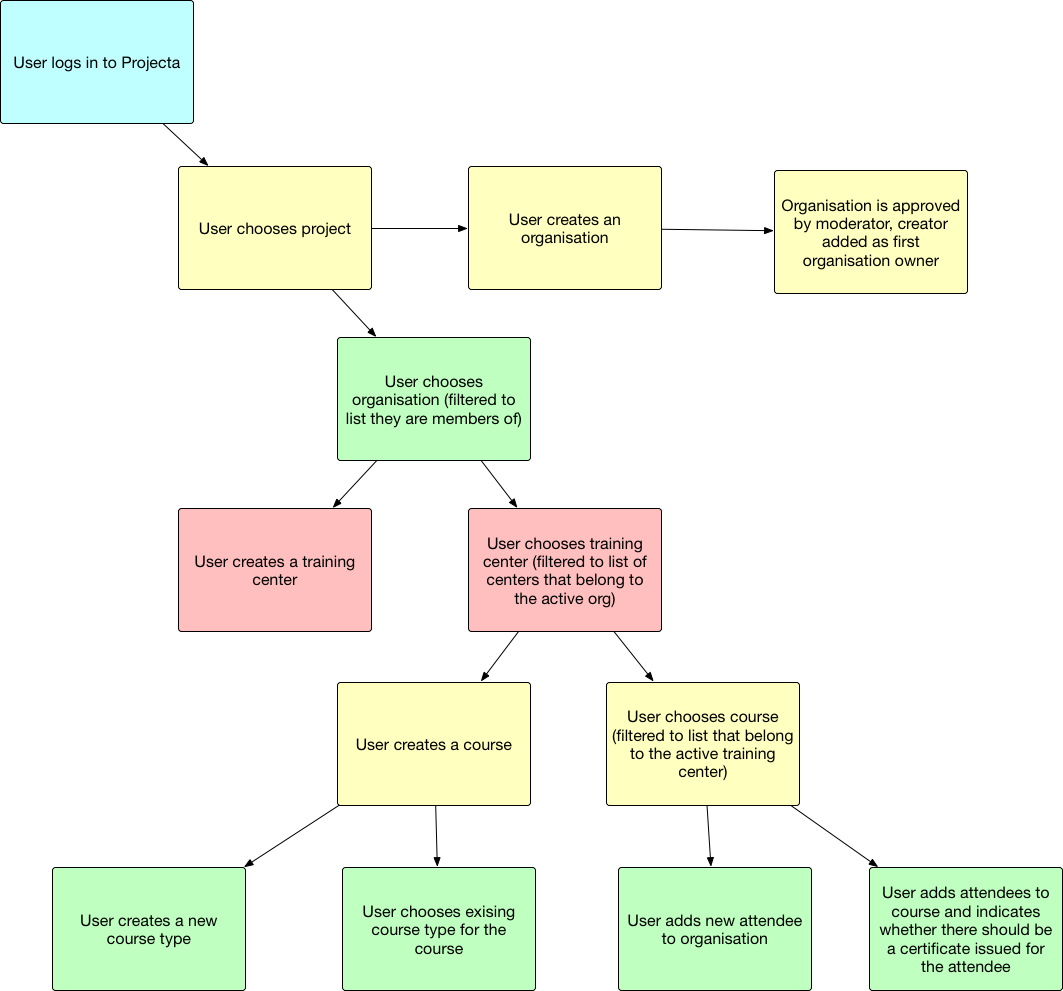 User logs in to Projecta
User chooses project
User creates an
organisation
Organisation is approved
by moderator, creator
added as first
organisation owner
User chooses
organisation (filtered to
list they are members of)
User creates a training
center
User chooses training
center (filtered to list of
centers that belong to
the active org)
User creates a course
User chooses course
(filtered to list that belong
to the active training
center)
User creates a new
course type
User chooses exising
course type for the
course
User adds new attendee
to organisation
User adds attendees to
course and indicates
whether there should be
a certificate issued for
the attendee